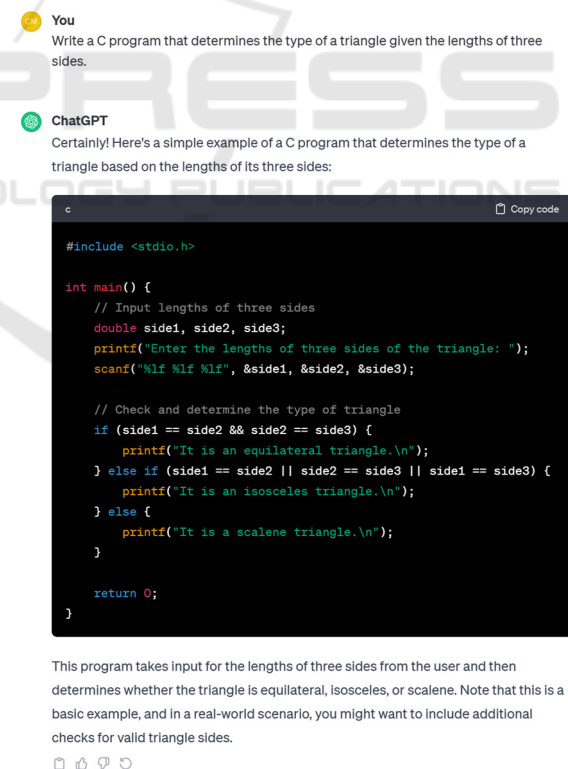 CM
You
Write a C program that determines the type of a triangle given the lengths of three
sides.
PRESS
ChatGPT
Certainly! Here's a simple example of a C program that determines the type of a
triangle based on the lengths of its three sides:
OLOGY PUBLICATIONS
c
Copy code
#include <stdio.h>
int main() {
    // Input lengths of three sides
    double side1, side2, side3;
    printf("Enter the lengths of three sides of the triangle: ");
    scanf("%lf %lf %lf", &side1, &side2, &side3);
    // Check and determine the type of triangle
    if (side1 == side2 && side2 == side3) {
        printf("It is an equilateral triangle.\n");
    } else if (side1 == side2 || side2 == side3 || side1 == side3) {
        printf("It is an isosceles triangle.\n");
    } else {
        printf("It is a scalene triangle.\n");
    }
    return 0;
}
This program takes input for the lengths of three sides from the user and then
determines whether the triangle is equilateral, isosceles, or scalene. Note that this is a
basic example, and in a real-world scenario, you might want to include additional
checks for valid triangle sides.